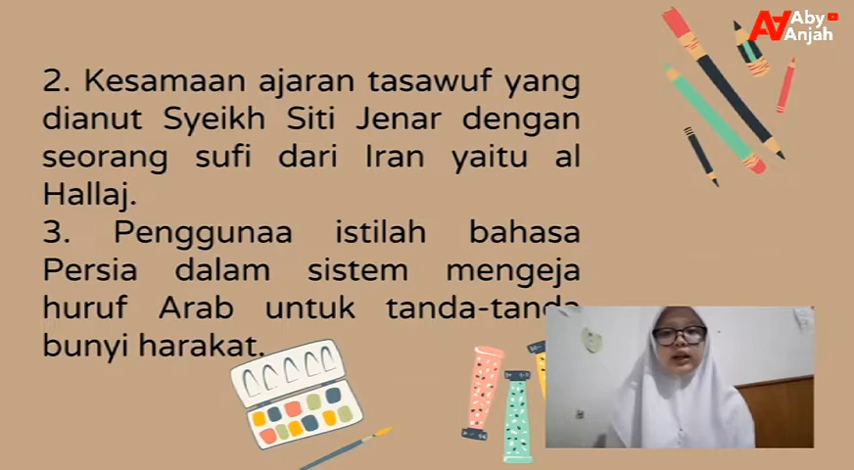 Aby
Anjah
2. Kesamaan ajaran tasawuf yang
dianut Syeikh Siti Jenar dengan
seorang sufi dari Iran yaitu al
Hallaj.
3. Penggunaa istilah bahasa
Persia dalam sistem mengeja
huruf Arab untuk tanda-tanda
bunyi harakat.